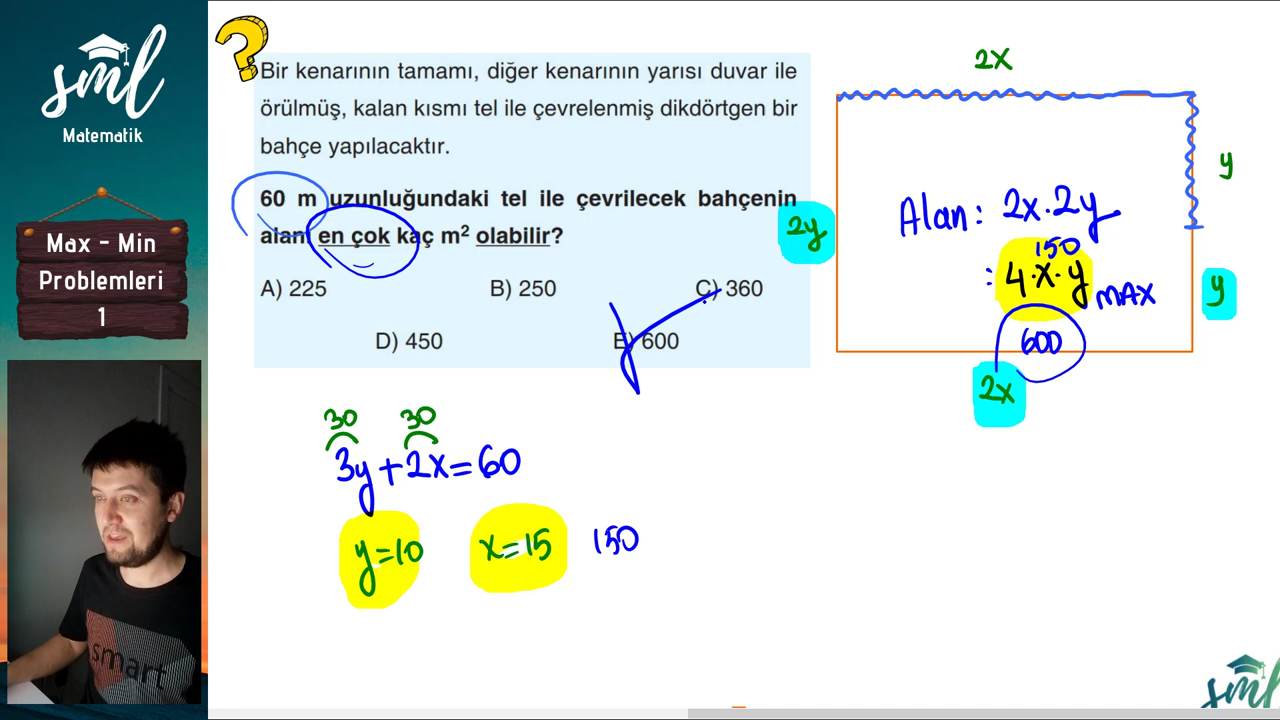 sml
Matematik
Max - Min
Problemleri
1
Bir kenarının tamamı, diğer kenarının yarısı duvar ile
örülmüş, kalan kısmı tel ile çevrelenmiş dikdörtgen bir
bahçe yapılacaktır.
60 m uzunluğundaki tel ile çevrilecek bahçenin
alanı en çok kaç m² olabilir?
A) 225 B) 250 C) 360
D) 450 E) 600
30 30
3y+2x=60
y=10 x=15 150
2x
y
2y
Alan: 2x·2y
150
: 4·x·y MAX
y
600
2x
smart
sml